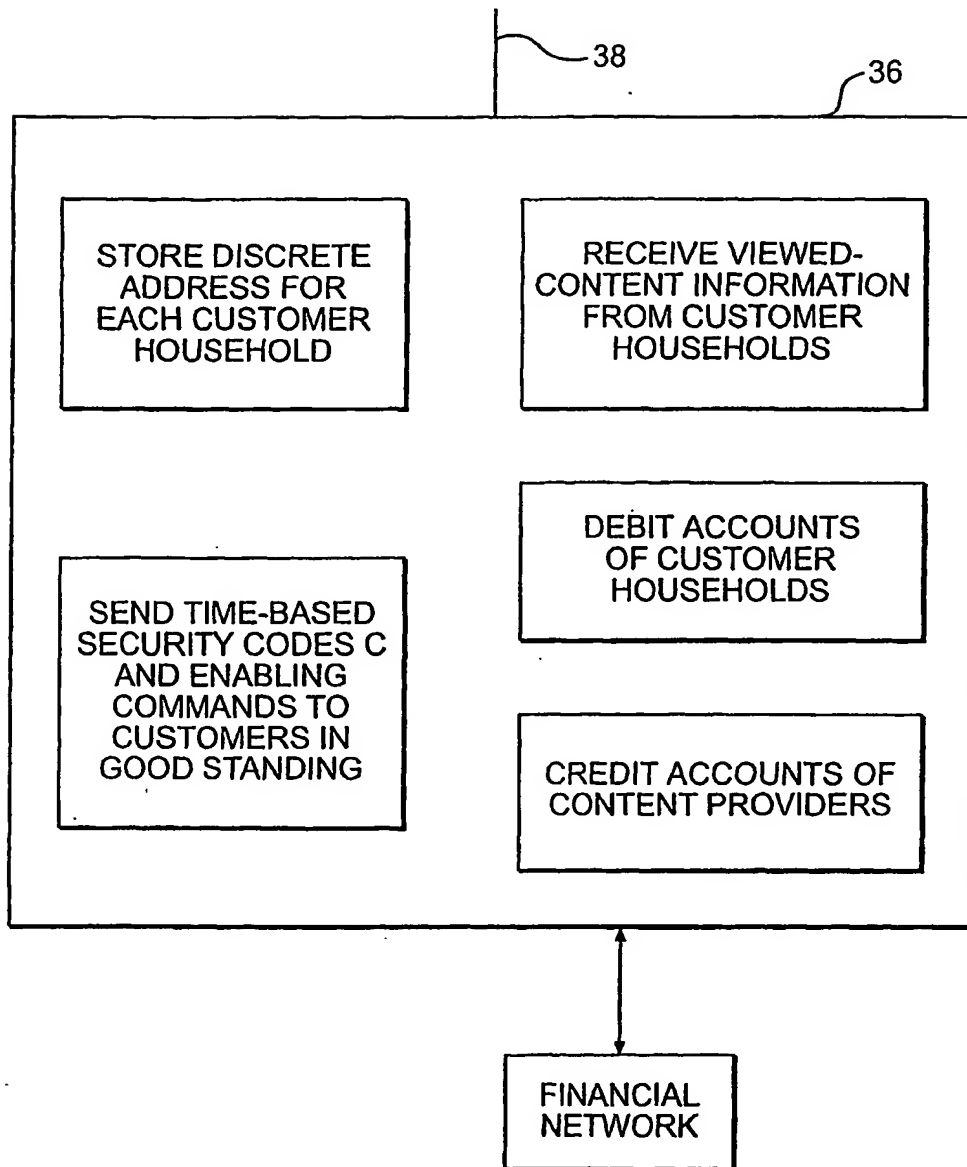 38
36
STORE DISCRETE
ADDRESS FOR
EACH CUSTOMER
HOUSEHOLD
RECEIVE VIEWED-
CONTENT INFORMATION
FROM CUSTOMER
HOUSEHOLDS
SEND TIME-BASED
SECURITY CODES C
AND ENABLING
COMMANDS TO
CUSTOMERS IN
GOOD STANDING
DEBIT ACCOUNTS
OF CUSTOMER
HOUSEHOLDS
CREDIT ACCOUNTS OF
CONTENT PROVIDERS
FINANCIAL
NETWORK